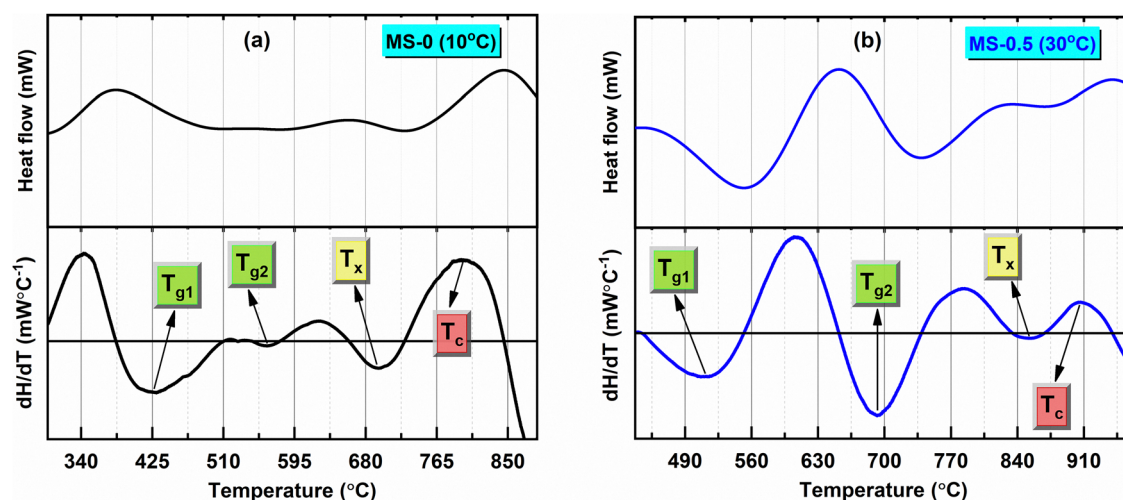 (a)
MS-0 (10°C)
Heat flow (mW)
T_g1
T_g2
T_x
T_c
dH/dT (mW°C⁻¹)
340 425 510 595 680 765 850
Temperature (°C)
(b)
MS-0.5 (30°C)
Heat flow (mW)
T_g1
T_g2
T_x
T_c
dH/dT (mW°C⁻¹)
490 560 630 700 770 840 910
Temperature (°C)